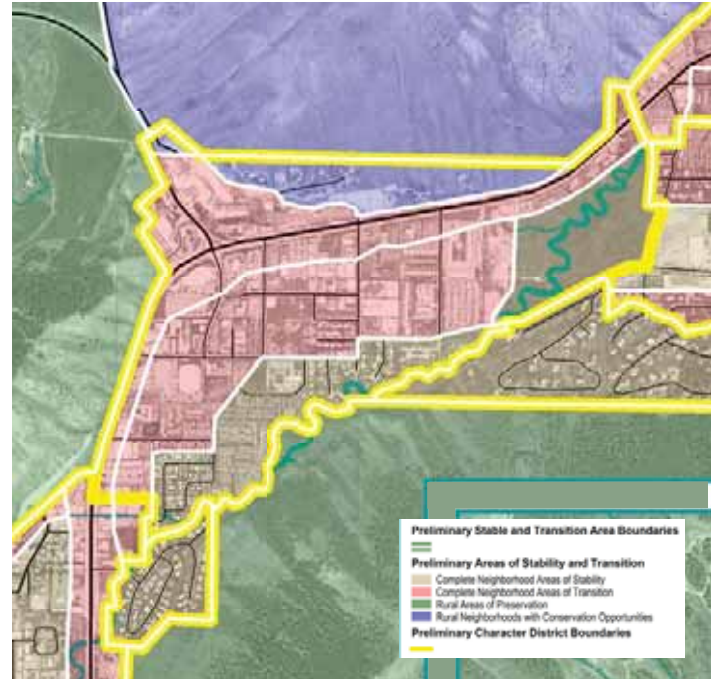 Preliminary Stable and Transition Area Boundaries
Preliminary Areas of Stability and Transition
Complete Neighborhood Areas of Stability
Complete Neighborhood Areas of Transition
Rural Areas of Preservation
Rural Neighborhoods with Conservation Opportunities
Preliminary Character District Boundaries